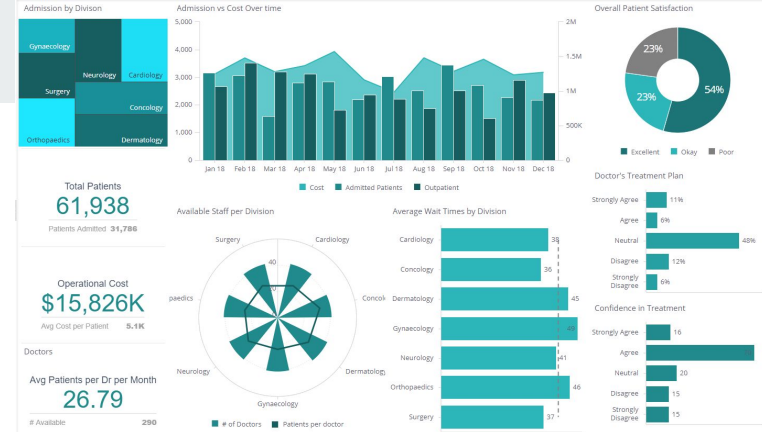 Admission by Divison
Gynaecology
Neurology
Cardiology
Surgery
Concology
Orthopaedics
Dermatology
Total Patients
61,938
Patients Admitted 31,786
Operational Cost
$15,826K
Avg Cost per Patient 5.1K
Doctors
Avg Patients per Dr per Month
26.79
# Available 290
Admission vs Cost Over time
5,000
4,000
3,000
2,000
1,000
0
2M
1.5M
1M
500K
0
Jan 18 Feb 18 Mar 18 Apr 18 May 18 Jun 18 Jul 18 Aug 18 Sep 18 Oct 18 Nov 18 Dec 18
Cost Admitted Patients Outpatient
Available Staff per Division
Surgery Cardiology
40
paedics Concol
Neurology Dermatolog
Gynaecology
# of Doctors Patients per doctor
Average Wait Times by Division
Cardiology 38
Concology 36
Dermatology 45
Gynaecology
Neurology 41
Orthopaedics 46
Surgery 37
Overall Patient Satisfaction
23%
23%
54%
Excellent Okay Poor
Doctor's Treatment Plan
Strongly Agree 11%
Agree 6%
Neutral 48%
Disagree 12%
Strongly
Disagree 6%
Confidence in Treatment
Strongly Agree 16
Agree
Neutral 20
Disagree 15
Strongly
Disagree 15